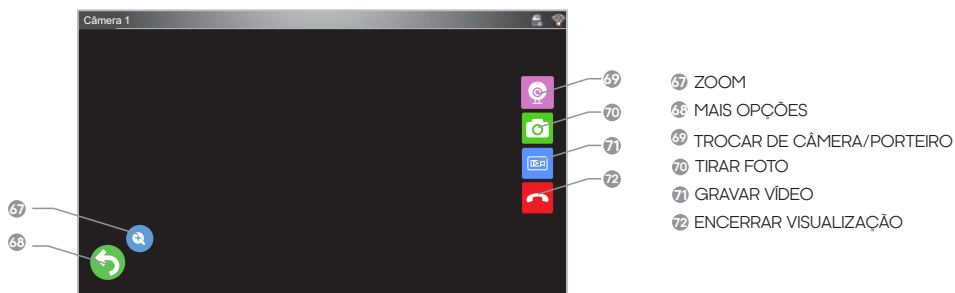 Câmera 1
69
70
71
72
67
68
67 ZOOM
68 MAIS OPÇÕES
69 TROCAR DE CÂMERA/PORTEIRO
70 TIRAR FOTO
71 GRAVAR VÍDEO
72 ENCERRAR VISUALIZAÇÃO